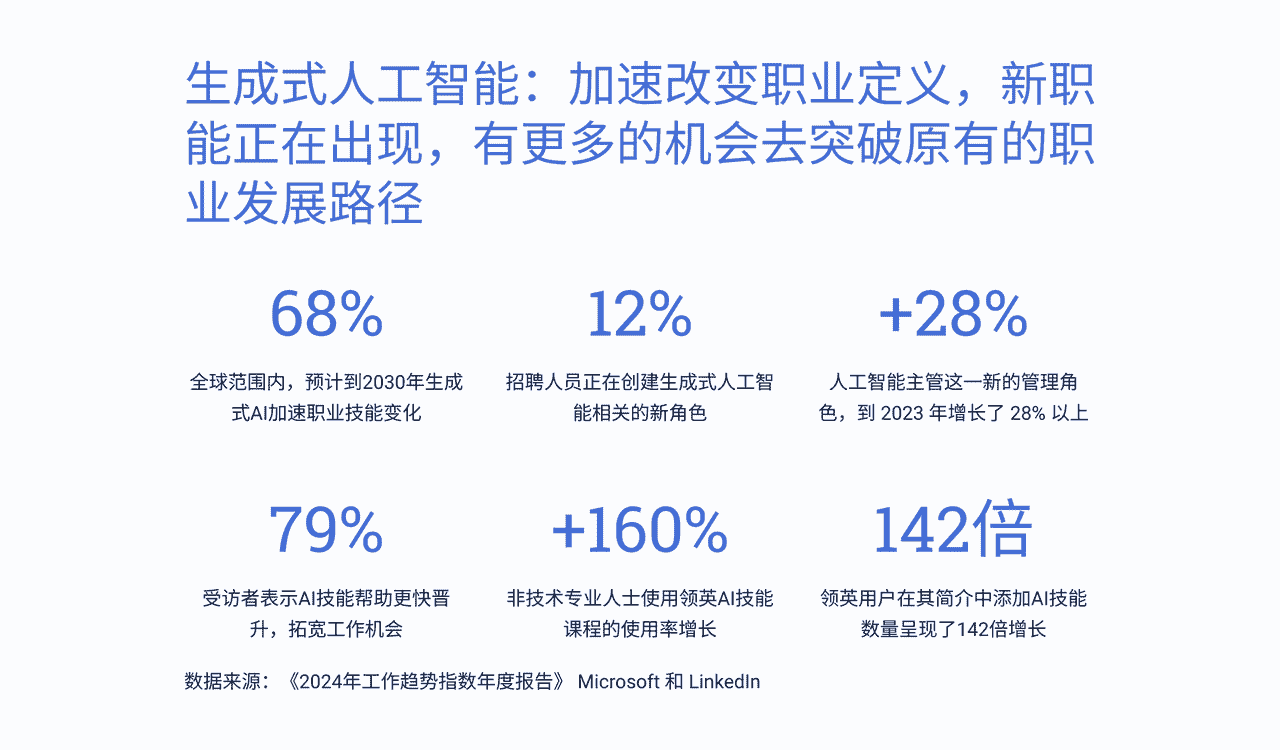 生成式人工智能：加速改变职业定义，新职
能正在出现，有更多的机会去突破原有的职
业发展路径
68%
全球范围内，预计到2030年生成
式AI加速职业技能变化
12%
招聘人员正在创建生成式人工智
能相关的新角色
+28%
人工智能主管这一新的管理角
色，到 2023 年增长了 28% 以上
79%
受访者表示AI技能帮助更快晋
升，拓宽工作机会
+160%
非技术专业人士使用领英AI技能
课程的使用率增长
142倍
领英用户在其简介中添加AI技能
数量呈现了142倍增长
数据来源：《2024年工作趋势指数年度报告》 Microsoft 和 LinkedIn